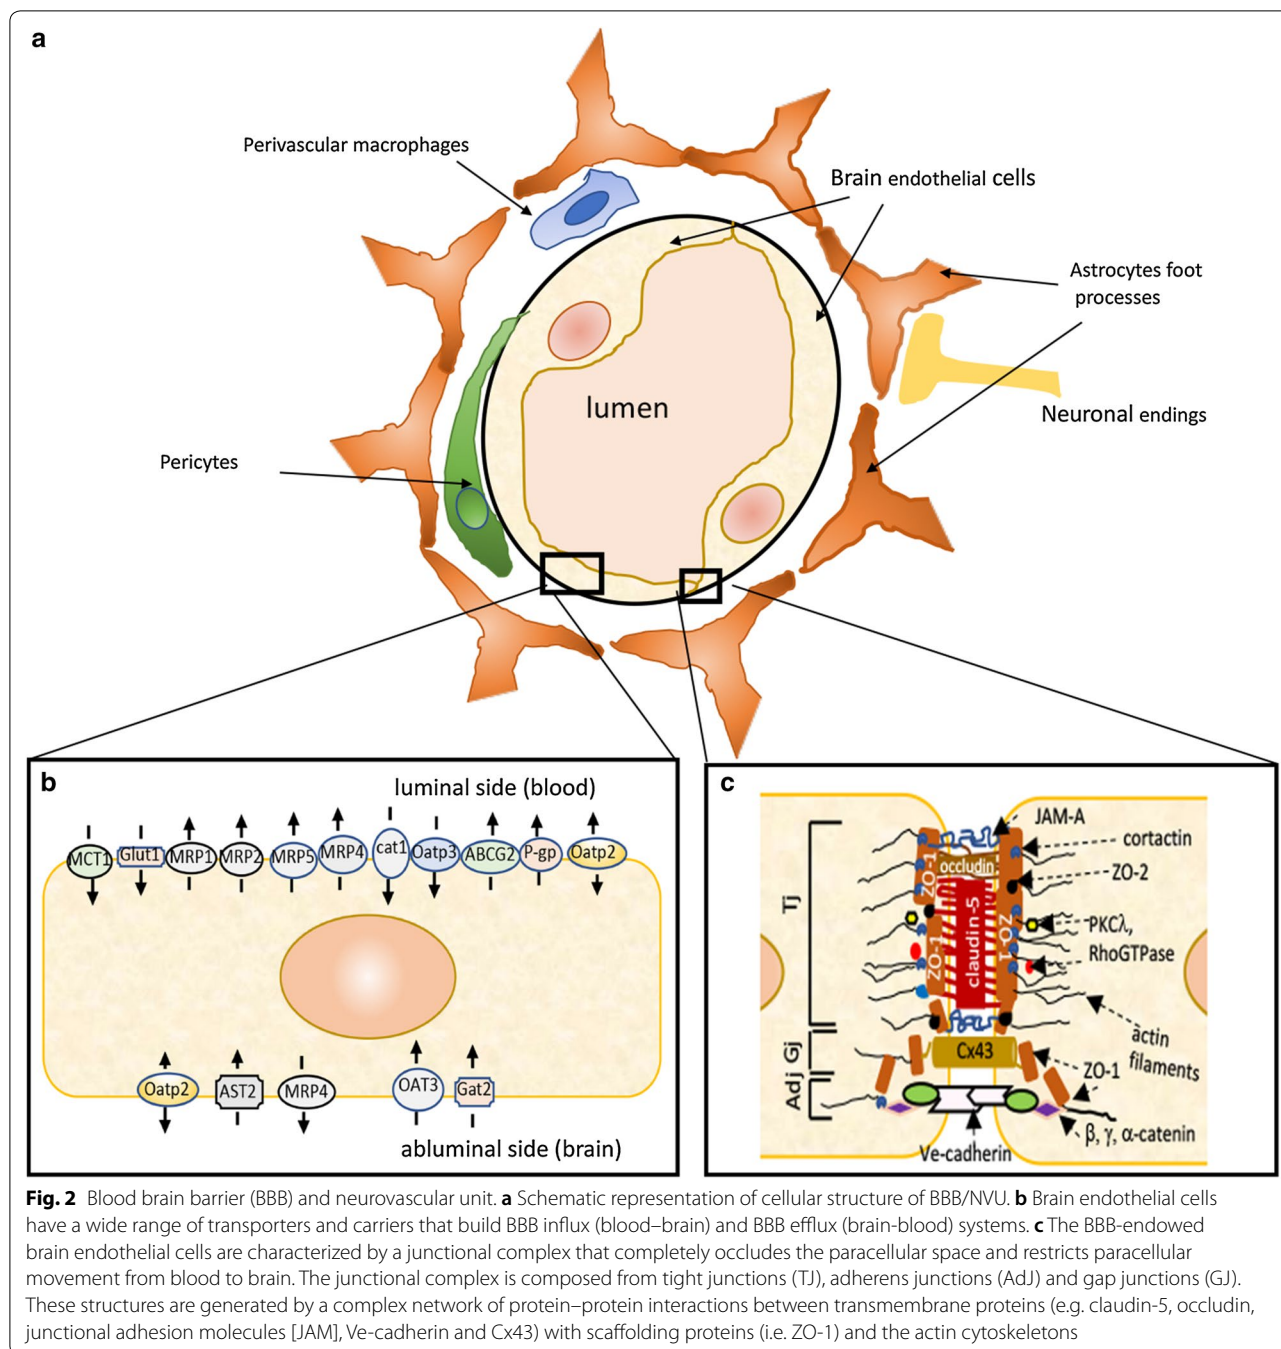 a
Perivascular macrophages
Brain endothelial cells
Astrocytes foot
processes
lumen
Neuronal endings
Pericytes
b
luminal side (blood)
MCT1
Glut1
MRP1
MRP2
MRP5
MRP4
cat1
Oatp3
ABCG2
P-gp
Oatp2
Oatp2
AST2
MRP4
OAT3
Gat2
abluminal side (brain)
c
JAM-A
cortactin
ZO-2
PKCλ,
RhoGTPase
actin
filaments
ZO-1
β, γ, α-catenin
Ve-cadherin
Tj
Gj
Adj
ZO-1
occludin
claudin-5
ZO-1
ZO-1
Cx43
Fig. 2 Blood brain barrier (BBB) and neurovascular unit. a Schematic representation of cellular structure of BBB/NVU. b Brain endothelial cells
have a wide range of transporters and carriers that build BBB influx (blood–brain) and BBB efflux (brain-blood) systems. c The BBB-endowed
brain endothelial cells are characterized by a junctional complex that completely occludes the paracellular space and restricts paracellular
movement from blood to brain. The junctional complex is composed from tight junctions (TJ), adherens junctions (AdJ) and gap junctions (GJ).
These structures are generated by a complex network of protein–protein interactions between transmembrane proteins (e.g. claudin-5, occludin,
junctional adhesion molecules [JAM], Ve-cadherin and Cx43) with scaffolding proteins (i.e. ZO-1) and the actin cytoskeletons